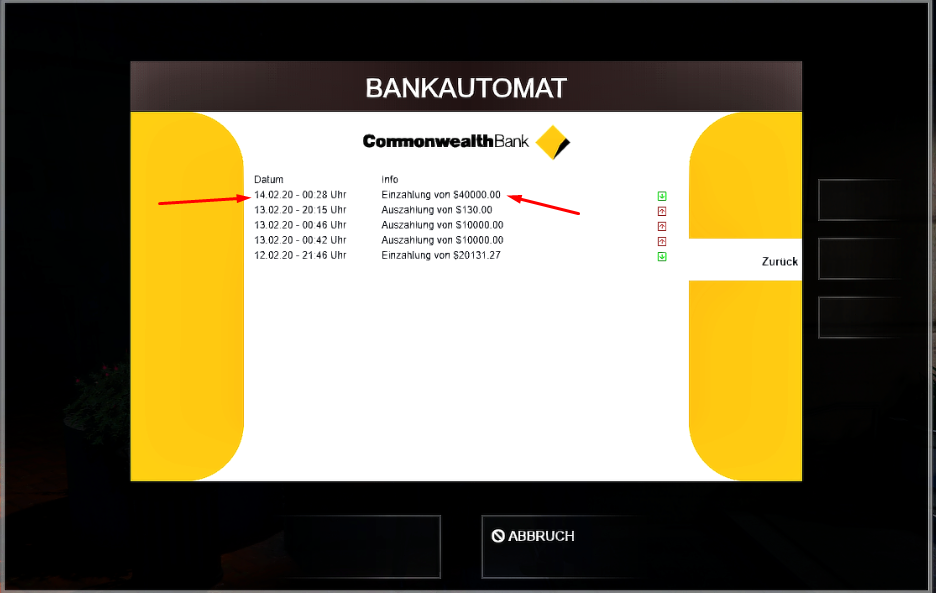 BANKAUTOMAT
CommonwealthBank
Datum Info
14.02.20 - 00:28 Uhr Einzahlung von $40000.00
13.02.20 - 20:15 Uhr Auszahlung von $130.00
13.02.20 - 00:46 Uhr Auszahlung von $10000.00
13.02.20 - 00:42 Uhr Auszahlung von $10000.00
12.02.20 - 21:46 Uhr Einzahlung von $20131.27
Zurück
ABBRUCH